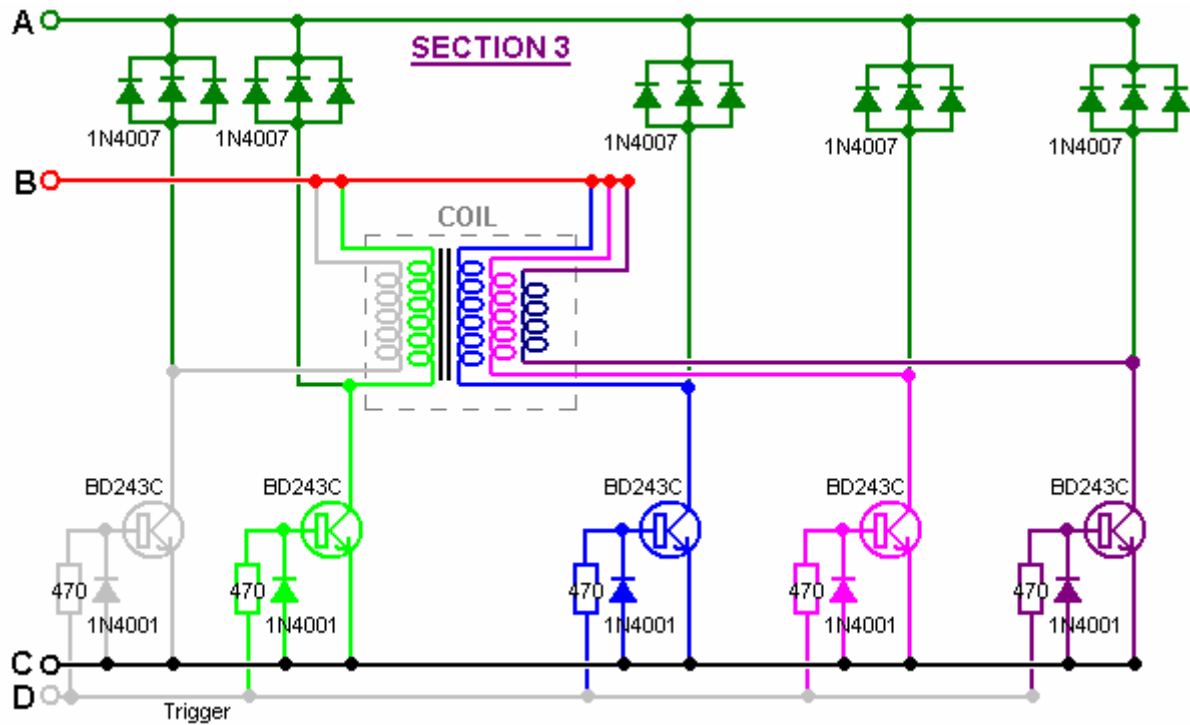 A
SECTION 3
1N4007 1N4007 1N4007 1N4007 1N4007
B
COIL
BD243C BD243C BD243C BD243C BD243C
470 470 470 470 470
1N4001 1N4001 1N4001 1N4001 1N4001
C
D
Trigger